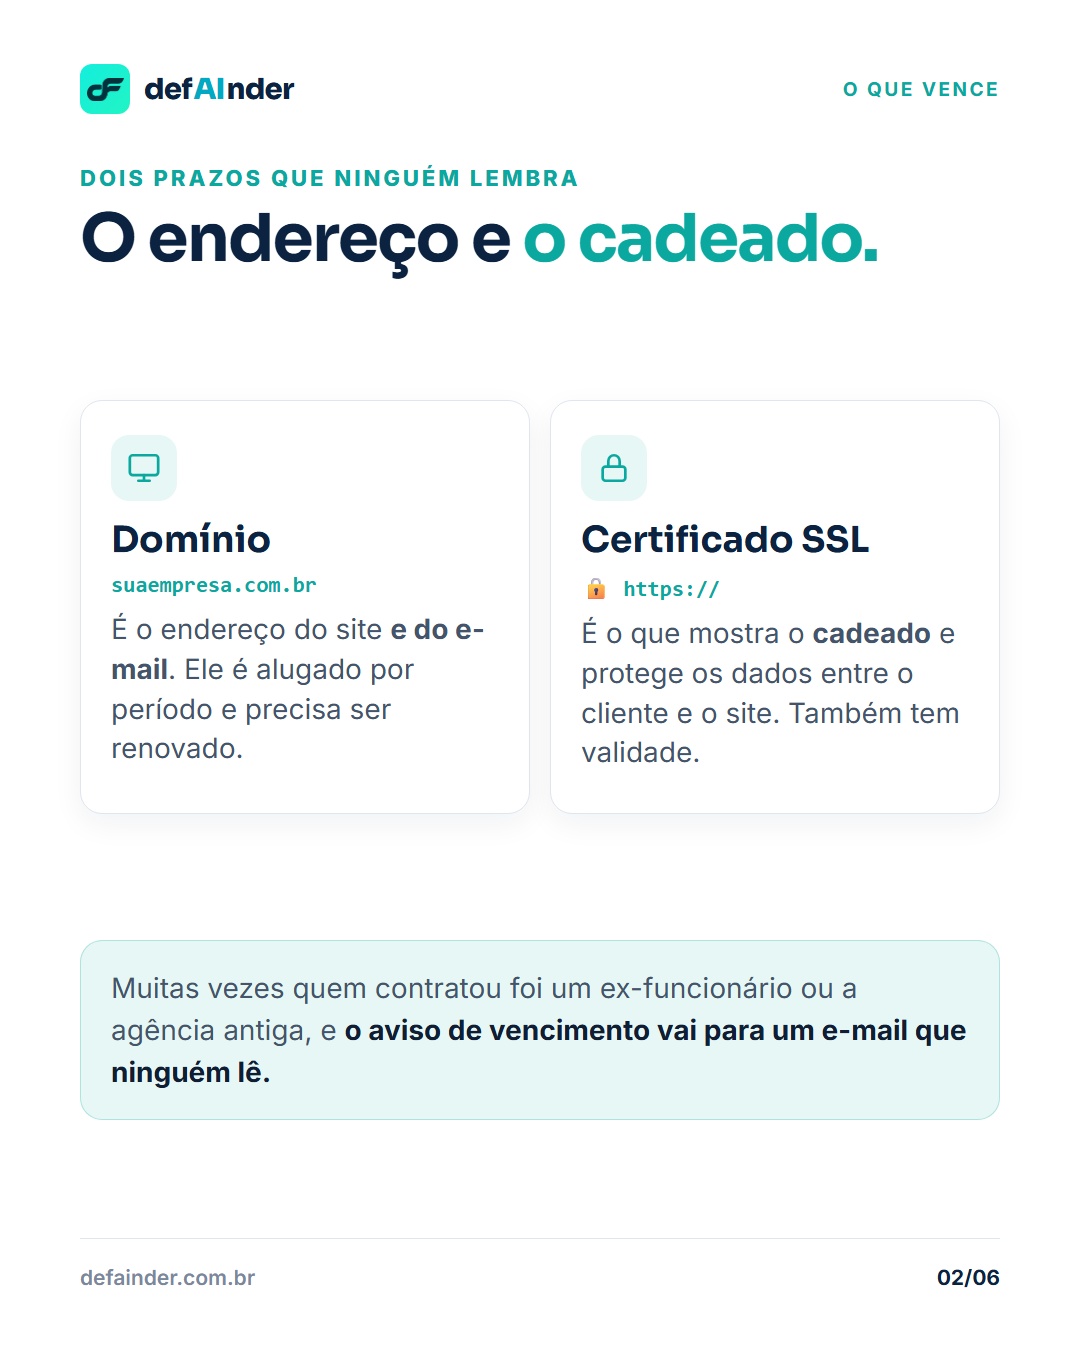 defAInder
O QUE VENCE
DOIS PRAZOS QUE NINGUÉM LEMBRA
O endereço e o cadeado.
Domínio
suaempresa.com.br
É o endereço do site e do e-
mail. Ele é alugado por
período e precisa ser
renovado.
Certificado SSL
🔒 https://
É o que mostra o cadeado e
protege os dados entre o
cliente e o site. Também tem
validade.
Muitas vezes quem contratou foi um ex-funcionário ou a
agência antiga, e o aviso de vencimento vai para um e-mail que
ninguém lê.
defainder.com.br
02/06